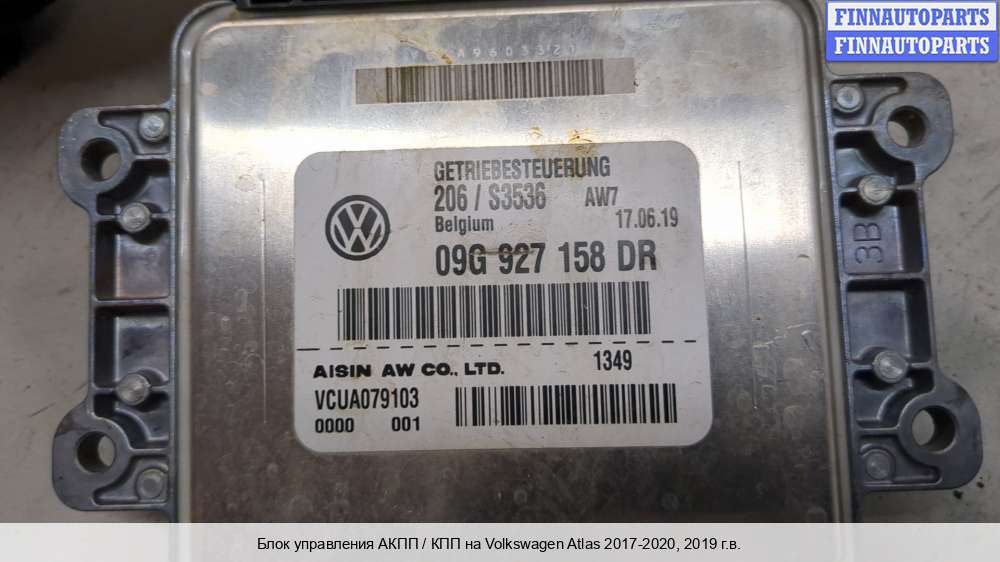 FINNAUTOPARTS
FINNAUTOPARTS
GETRIEBESTEUERUNG
206 / S3536 AW7
Belgium 17.06.19
09G 927 158 DR
3B
AISIN AW CO., LTD. 1349
VCUA079103
0000 001
Блок управления АКПП / КПП на Volkswagen Atlas 2017-2020, 2019 г.в.